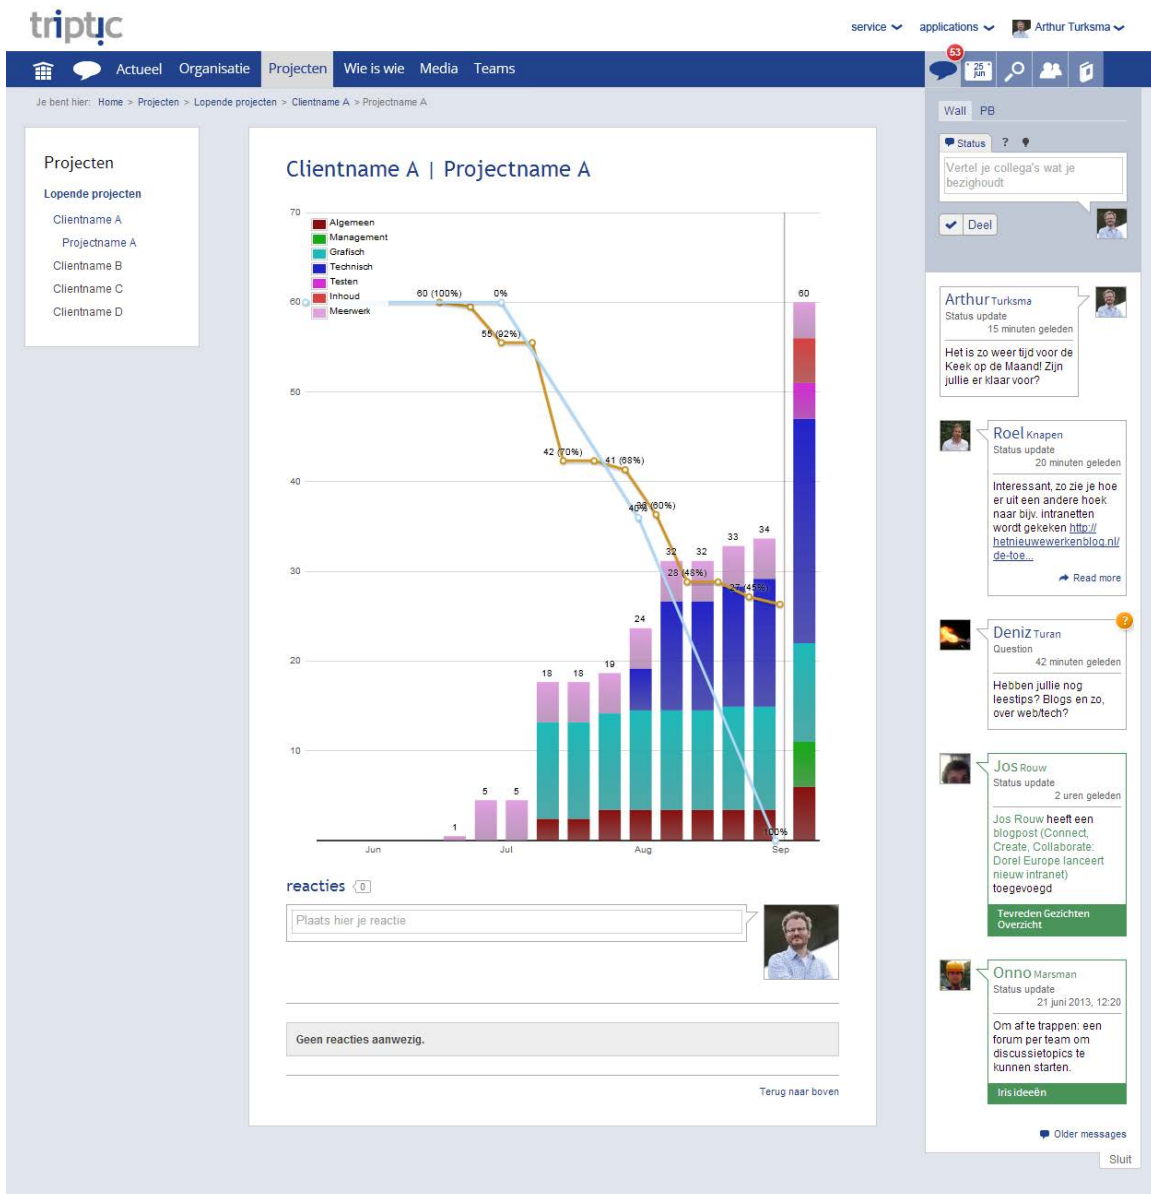 triptic
service applications Arthur Turksma
Actueel Organisatie Projecten Wie is wie Media Teams
53
25
jun
Je bent hier: Home > Projecten > Lopende projecten > Clientname A > Projectname A
Projecten
Lopende projecten
Clientname A
Projectname A
Clientname B
Clientname C
Clientname D
Clientname A | Projectname A
70
60
50
40
30
20
10
Algemeen
Management
Grafisch
Technisch
Testen
Inhoud
Meerwerk
60 (100%)
0%
55 (92%)
42 (70%)
41 (68%)
40%
(60%)
28 (48%)
27 (45%)
100%
1
5
5
18
18
19
24
32
32
33
34
60
Jun
Jul
Aug
Sep
reacties 0
Plaats hier je reactie
Geen reacties aanwezig.
Terug naar boven
Wall PB
Status ?
Vertel je collega's wat je
bezighoudt
Deel
Arthur Turksma
Status update
15 minuten geleden
Het is zo weer tijd voor de
Keek op de Maand! Zijn
jullie er klaar voor?
Roel Knapen
Status update
20 minuten geleden
Interessant, zo zie je hoe
er uit een andere hoek
naar bijv. intranetten
wordt gekeken http://
hetnieuwewerkenblog.nl/
de-toe...
Read more
?
Deniz Turan
Question
42 minuten geleden
Hebben jullie nog
leestips? Blogs en zo,
over web/tech?
Jos Rouw
Status update
2 uren geleden
Jos Rouw heeft een
blogpost (Connect,
Create, Collaborate:
Dorel Europe lanceert
nieuw intranet)
toegevoegd
Tevreden Gezichten
Overzicht
Onno Marsman
Status update
21 juni 2013, 12:20
Om af te trappen: een
forum per team om
discussietopics te
kunnen starten.
Iris ideeën
Older messages
Sluit